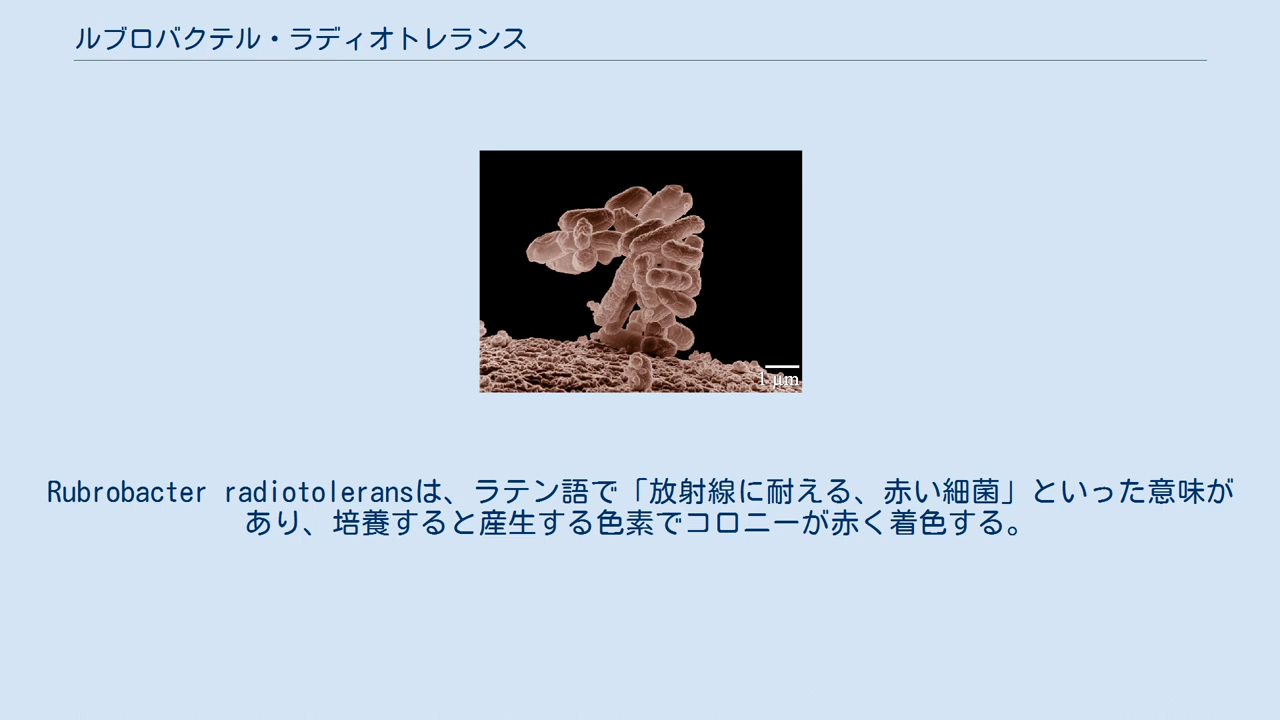 ルブロバクテル・ラディオトレランス
1 µm
Rubrobacter radiotoleransは、ラテン語で「放射線に耐える、赤い細菌」といった意味が
あり、培養すると産生する色素でコロニーが赤く着色する。